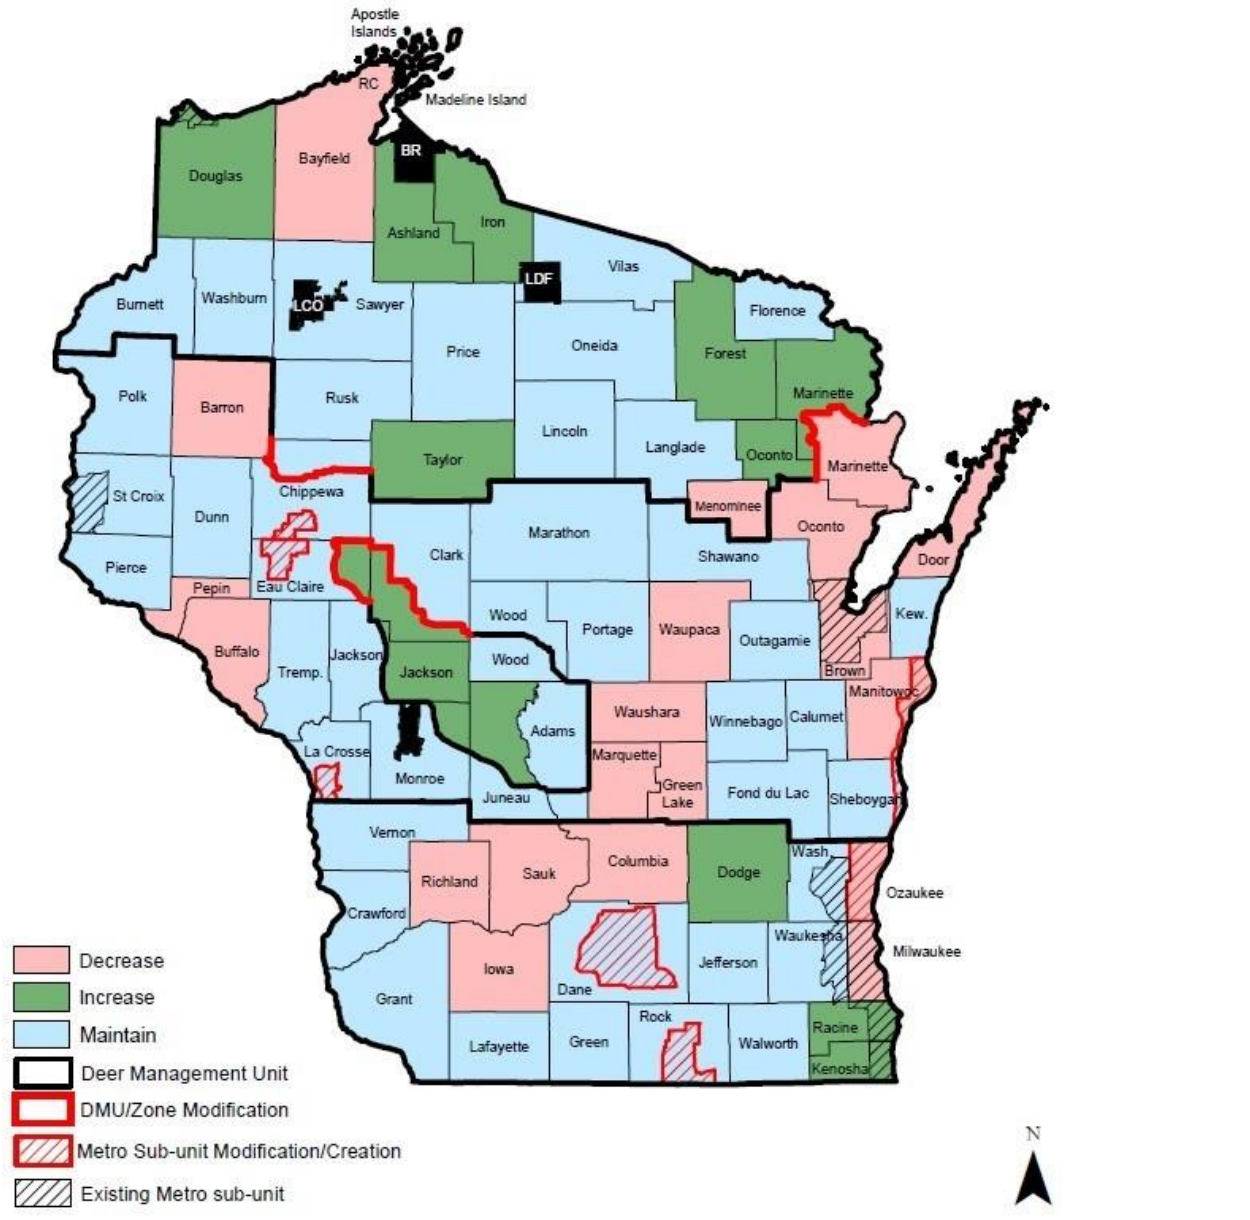 Apostle
Islands
RC
Madeline Island
BR
Bayfield
Douglas
Iron
Ashland
Vilas
LDF
Burnett
Washburn
LCO
Sawyer
Florence
Oneida
Price
Forest
Polk
Barron
Rusk
Marinette
Lincoln
Langlade
Oconto
Taylor
Marinette
St Croix
Chippewa
Menominee
Dunn
Marathon
Oconto
Clark
Shawano
Pierce
Door
Pepin
Eau Claire
Wood
Kew.
Portage
Waupaca
Outagamie
Buffalo
Jackson
Wood
Tremp.
Jackson
Brown
Manitowoc
Waushara
Winnebago
Calumet
Adams
La Crosse
Marquette
Monroe
Green
Lake
Fond du Lac
Juneau
Sheboygan
Vernon
Wash.
Columbia
Sauk
Dodge
Richland
Ozaukee
Crawford
Waukesha
Milwaukee
Iowa
Jefferson
Dane
Grant
Rock
Racine
Lafayette
Green
Walworth
Kenosha
Decrease
Increase
Maintain
Deer Management Unit
DMU/Zone Modification
Metro Sub-unit Modification/Creation
Existing Metro sub-unit
N